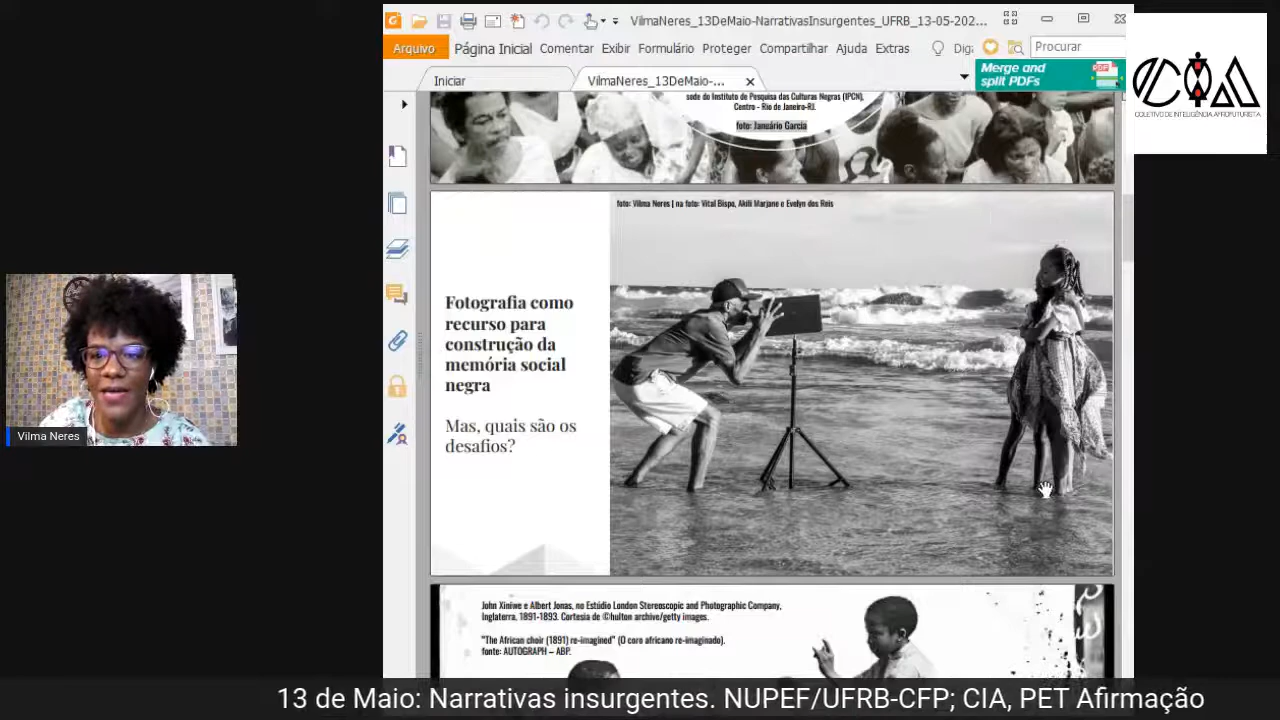 VilmaNeres_13DeMaio-NarrativasInsurgentes_UFRB_13-05-202...
Arquivo Página Inicial Comentar Exibir Formulário Proteger Compartilhar Ajuda Extras Dig: Procurar
Iniciar VilmaNeres_13DeMaio-...
Merge and
split PDFs
PDF
CIA
COLETIVO DE INTELIGÊNCIA AFROFUTURISTA
sede do Instituto de Pesquisa das Culturas Negras (IPCN),
Centro - Rio de Janeiro-RJ.
foto: Januário Garcia
foto: Vilma Neres | na foto: Vital Bispo, Akili Marjane e Evelyn dos Reis
Fotografia como
recurso para
construção da
memória social
negra
Mas, quais são os
desafios?
Vilma Neres
John Xiniwe e Albert Jonas, no Estúdio London Stereoscopic and Photographic Company,
Inglaterra, 1891-1893. Cortesia de ©hulton archive/getty images.
"The African choir (1891) re-imagined" (O coro africano re-imaginado).
fonte: AUTOGRAPH – ABP.
13 de Maio: Narrativas insurgentes. NUPEF/UFRB-CFP; CIA, PET Afirmação